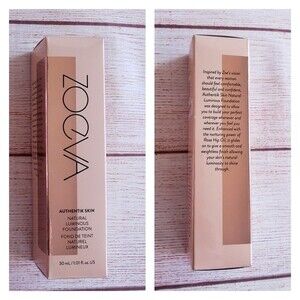 ZOEVA
AUTHENTIK SKIN
NATURAL
LUMINOUS
FOUNDATION
FOND DE TEINT
NATUREL
LUMINEUX
30 mL / 1.01 fl. oz. US
Inspired by Zoë's vision
that every woman
should feel comfortable,
beautiful and confident,
Authentik Skin Natural
Luminous Foundation
was designed to allow
you to build your perfect
coverage wherever and
whenever you feel you
need it. Enhanced with
the nurturing power of
Rose Hip Oil, it glides
on to give a smooth and
weightless finish allowing
your skin's natural
luminosity to shine
through.